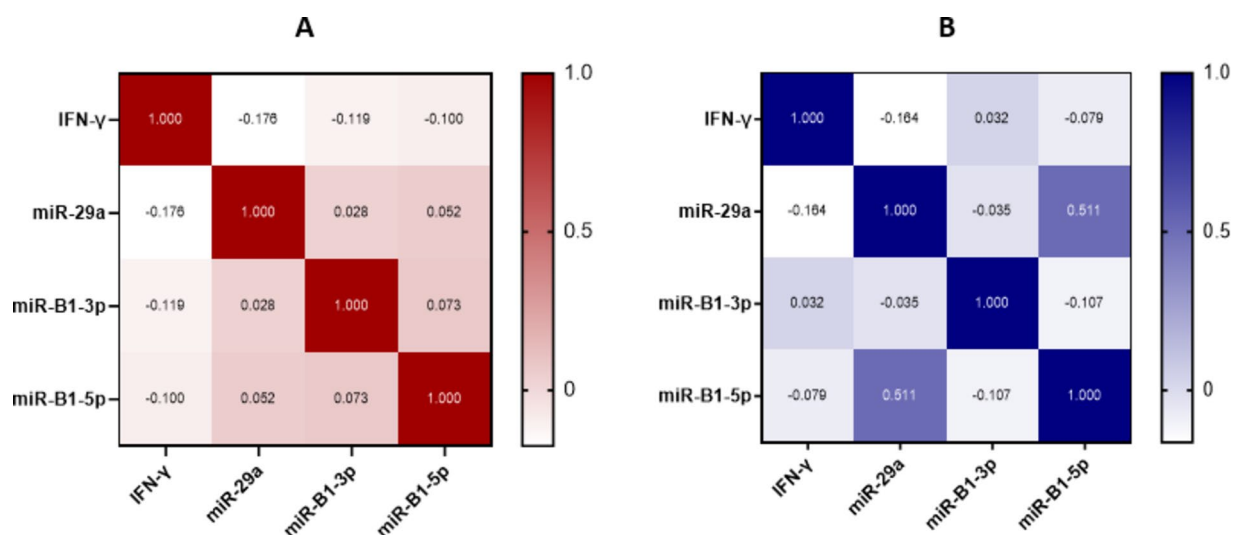 A
B
IFN-γ 1.000 -0.176 -0.119 -0.100
miR-29a -0.176 1.000 0.028 0.052
miR-B1-3p -0.119 0.028 1.000 0.073
miR-B1-5p -0.100 0.052 0.073 1.000
IFN-γ miR-29a miR-B1-3p miR-B1-5p
1.0
0.5
0
IFN-γ 1.000 -0.164 0.032 -0.079
miR-29a -0.164 1.000 -0.035 0.511
miR-B1-3p 0.032 -0.035 1.000 -0.107
miR-B1-5p -0.079 0.511 -0.107 1.000
IFN-γ miR-29a miR-B1-3p miR-B1-5p
1.0
0.5
0